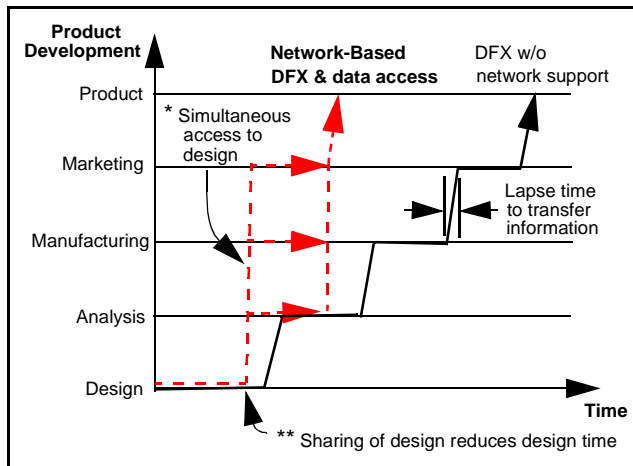 Product
Development
Network-Based
DFX & data access
DFX w/o
network support
Product
* Simultaneous
access to
design
Marketing
Lapse time
to transfer
information
Manufacturing
Analysis
Design
Time
** Sharing of design reduces design time